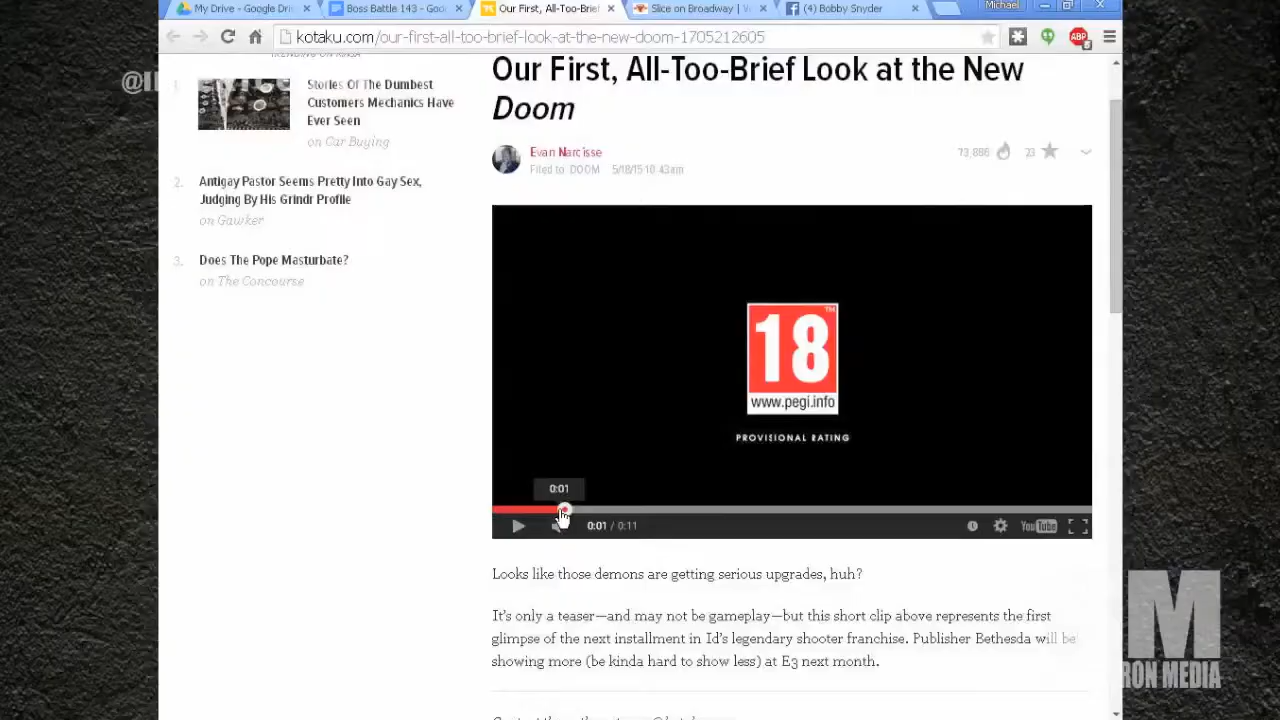 My Drive - Google Dri
Boss Battle 143 - Goo
Our First, All-Too-Brief
Slice on Broadway | V
(4) Bobby Snyder
Michael
kotaku.com/our-first-all-too-brief-look-at-the-new-doom-1705212605
ABP
Stories Of The Dumbest
Customers Mechanics Have
Ever Seen
on Car Buying
2. Antigay Pastor Seems Pretty Into Gay Sex,
Judging By His Grindr Profile
on Gawker
3. Does The Pope Masturbate?
on The Concourse
Our First, All-Too-Brief Look at the New
Doom
Evan Narcisse
Filed to: DOOM 5/18/15 10:43am
73,886 23
18
TM
www.pegi.info
PROVISIONAL RATING
0:01
0:01 / 0:11
YouTube
Looks like those demons are getting serious upgrades, huh?
It's only a teaser—and may not be gameplay—but this short clip above represents the first
glimpse of the next installment in Id's legendary shooter franchise. Publisher Bethesda will be
showing more (be kinda hard to show less) at E3 next month.
M
RON MEDIA